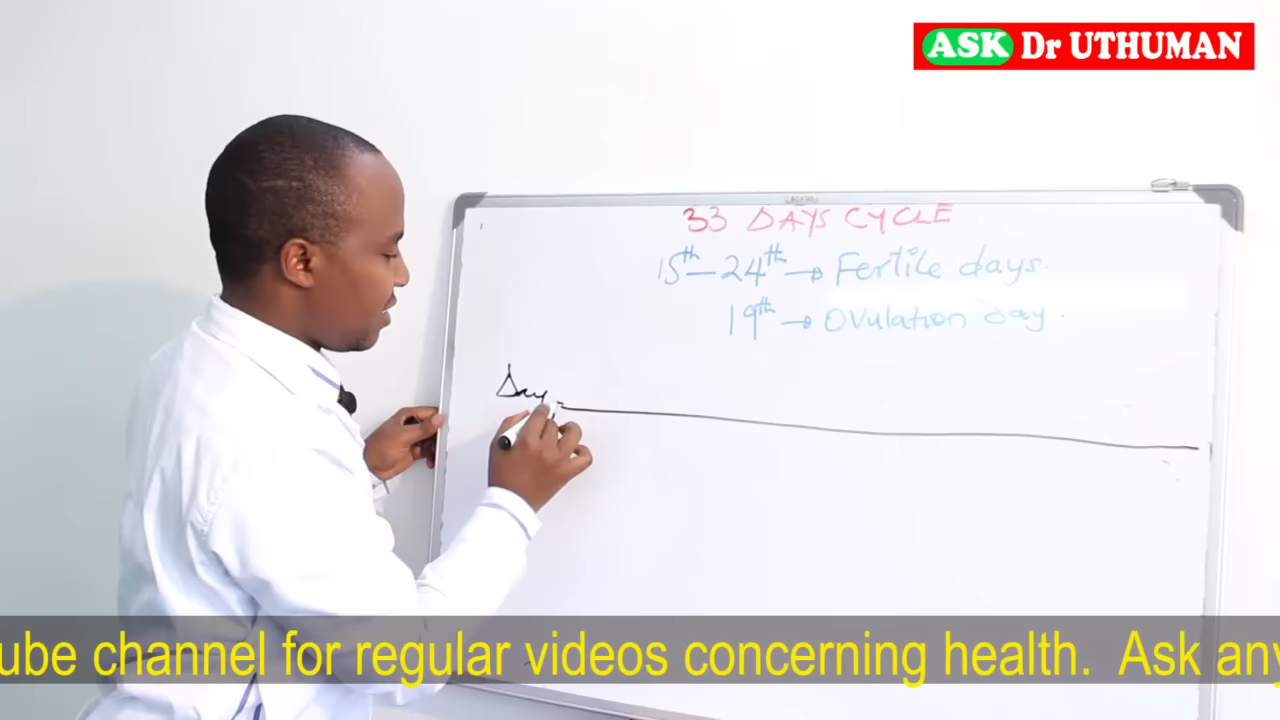 ASK Dr UTHUMAN
33 DAYS CYCLE
15th - 24th → Fertile days.
19th → Ovulation day.
Day
ube channel for regular videos concerning health. Ask any